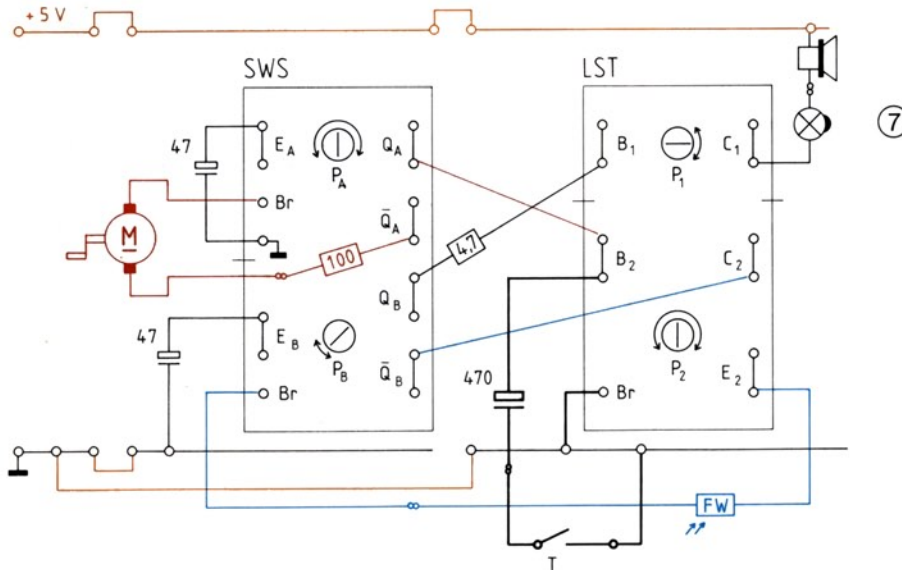 +5V
SWS
LST
7
47
E_A
P_A
Q_A
B_1
P_1
C_1
Br
Q̄_A
M
100
4,7
B_2
C_2
Q_B
47
E_B
P_B
Q̄_B
470
P_2
E_2
Br
Br
FW
T